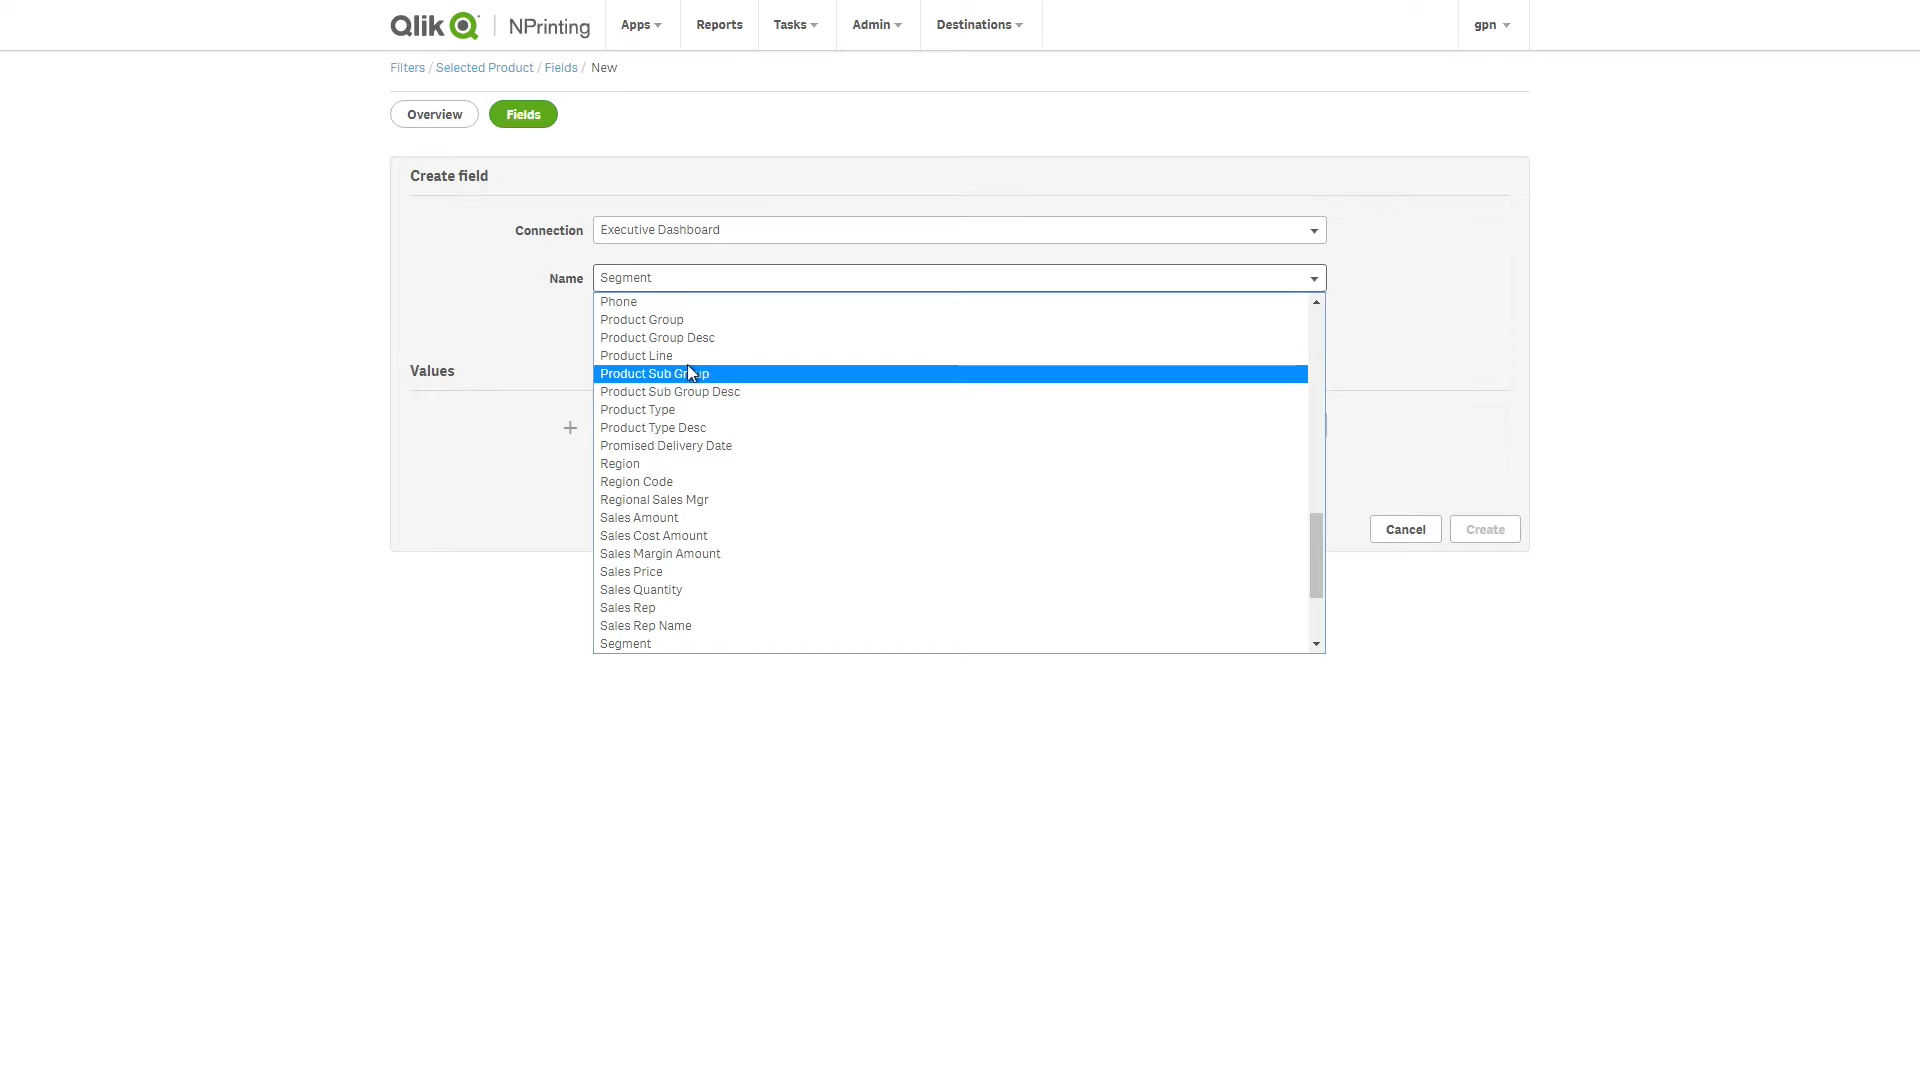 Qlik NPrinting Apps Reports Tasks Admin Destinations gpn
Filters / Selected Product / Fields / New
Overview Fields
Create field
Connection Executive Dashboard
Name Segment
Phone
Product Group
Product Group Desc
Product Line
Values
Product Sub Group
Product Sub Group Desc
Product Type
Product Type Desc
Promised Delivery Date
Region
Region Code
Regional Sales Mgr
Sales Amount
Sales Cost Amount
Cancel Create
Sales Margin Amount
Sales Price
Sales Quantity
Sales Rep
Sales Rep Name
Segment